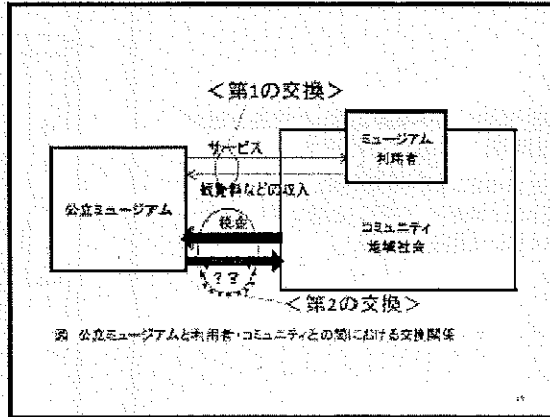 ＜第1の交換＞
ミュージアム
利用者
サービス
観覧料などの収入
公立ミュージアム
税金
コミュニティ
地域社会
？？
＜第2の交換＞
図 公立ミュージアムと利用者・コミュニティとの間における交換関係